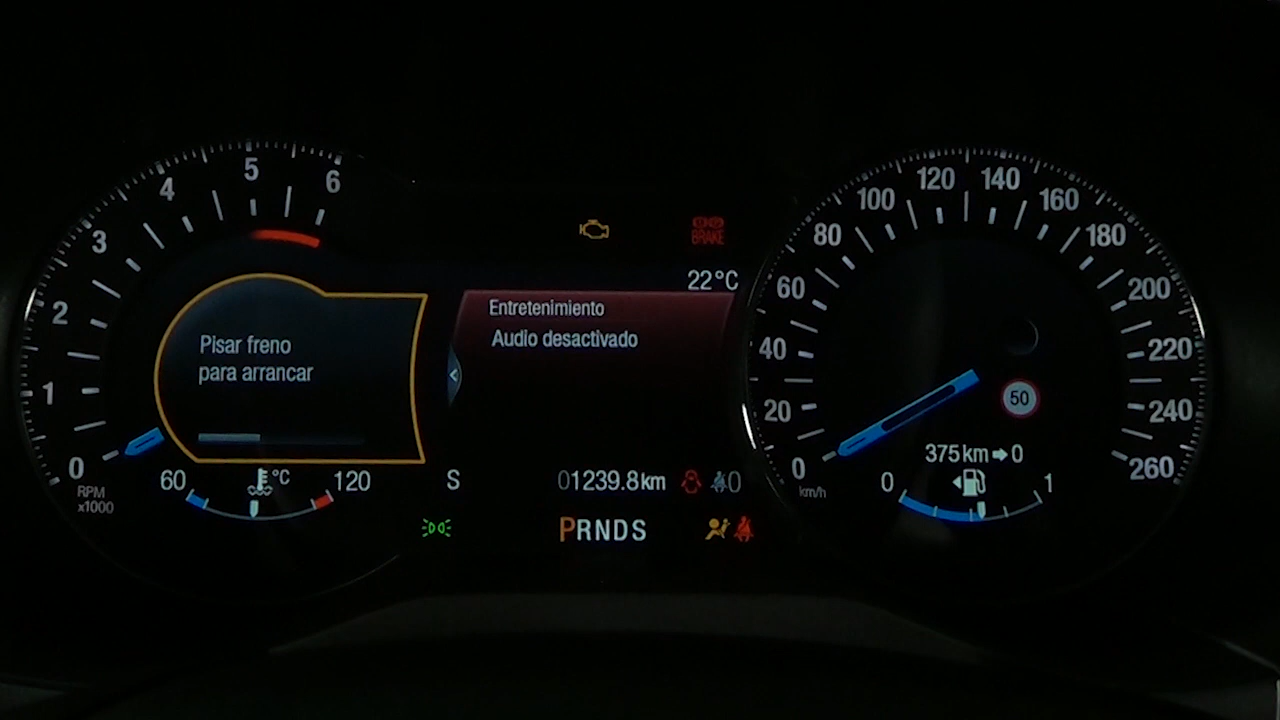 0
1
2
3
4
5
6
RPM
x1000
Pisar freno
para arrancar
60
°C
120
BRAKE
22°C
Entretenimiento
Audio desactivado
S
01239.8km
0
PRNDS
0
20
40
60
80
100
120
140
160
180
200
220
240
260
km/h
50
375km➡0
0
1